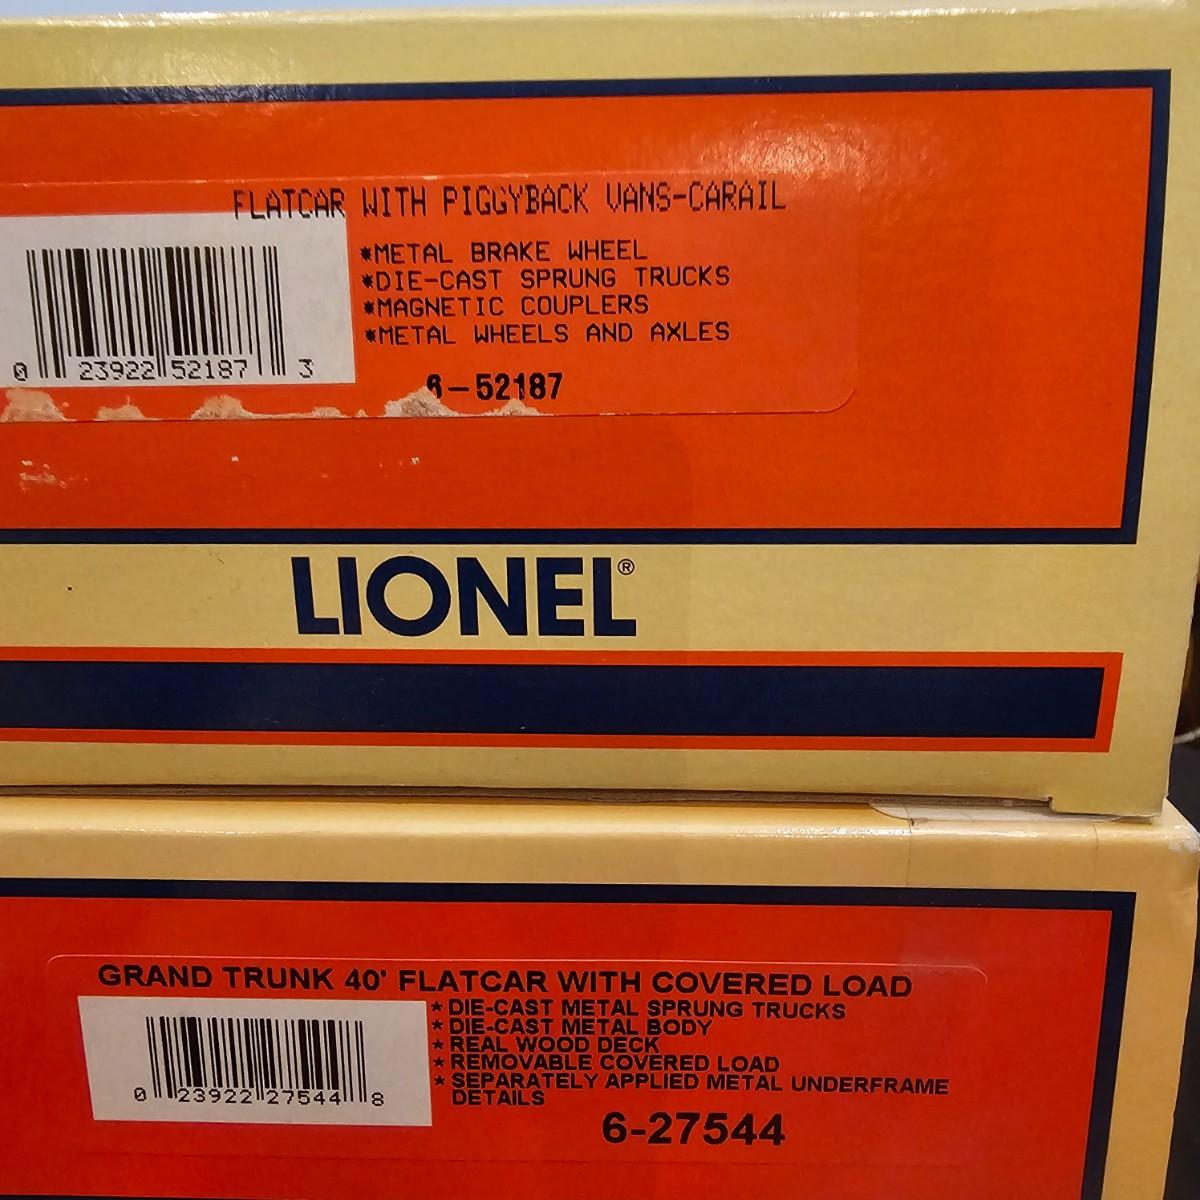 FLATCAR WITH PIGGYBACK VANS-CARAIL
*METAL BRAKE WHEEL
*DIE-CAST SPRUNG TRUCKS
*MAGNETIC COUPLERS
*METAL WHEELS AND AXLES
0 23922 52187 3
6-52187
LIONEL®
GRAND TRUNK 40' FLATCAR WITH COVERED LOAD
* DIE-CAST METAL SPRUNG TRUCKS
* DIE-CAST METAL BODY
* REAL WOOD DECK
* REMOVABLE COVERED LOAD
* SEPARATELY APPLIED METAL UNDERFRAME
DETAILS
0 23922 27544 8
6-27544